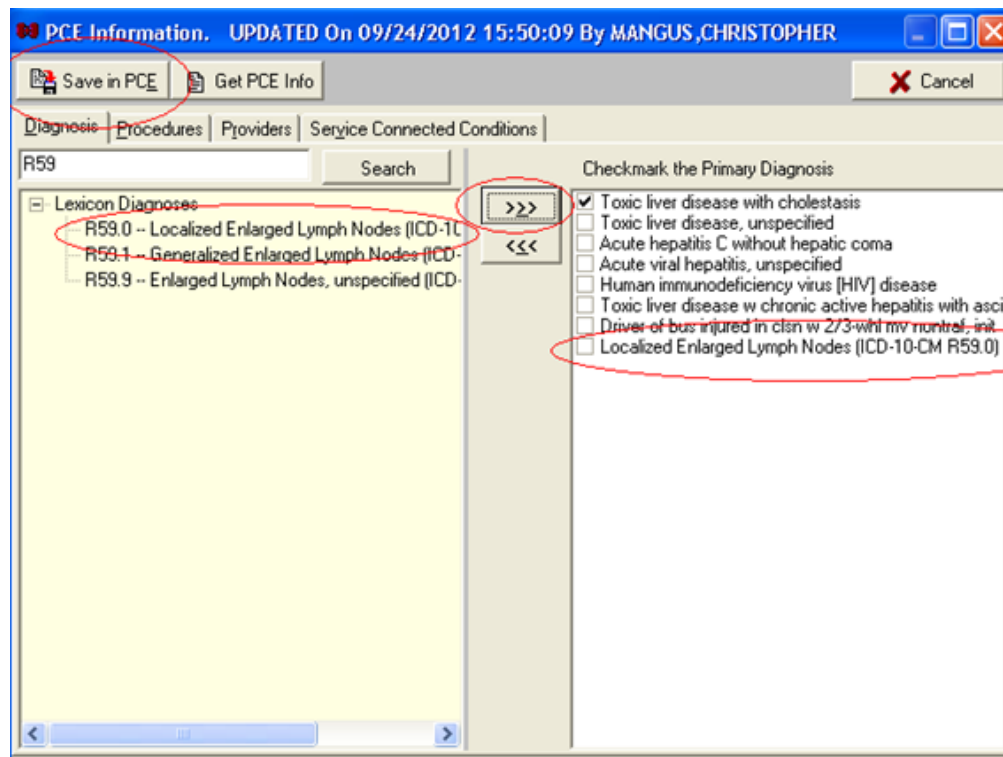 PCE Information.   UPDATED On 09/24/2012 15:50:09 By MANGUS,CHRISTOPHER
Save in PCE Get PCE Info Cancel
Diagnosis Procedures Providers Service Connected Conditions
R59 Search
Checkmark the Primary Diagnosis
Lexicon Diagnoses
R59.0 -- Localized Enlarged Lymph Nodes (ICD-10
R59.1 -- Generalized Enlarged Lymph Nodes (ICD-
R59.9 -- Enlarged Lymph Nodes, unspecified (ICD-
>>>
<<<
Toxic liver disease with cholestasis
Toxic liver disease, unspecified
Acute hepatitis C without hepatic coma
Acute viral hepatitis, unspecified
Human immunodeficiency virus [HIV] disease
Toxic liver disease w chronic active hepatitis with asci
Driver of bus injured in clsn w 2/3-whl mv nontraf, init
Localized Enlarged Lymph Nodes (ICD-10-CM R59.0)